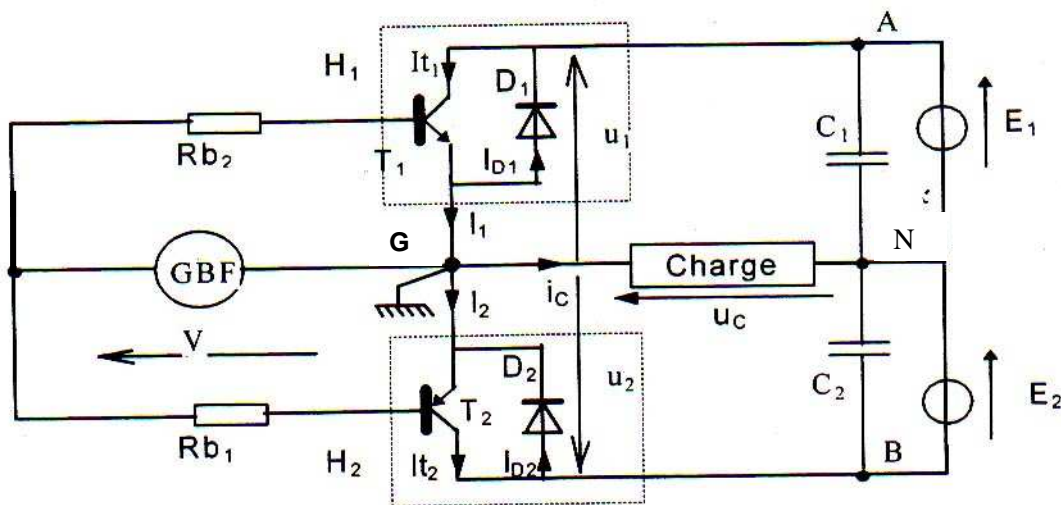 A
H1 It1 D1
Rb2 T1 ID1 u1 C1 E1
I1
G N
GBF Charge
I2 iC uC
V
D2 u2 C2
T2 E2
Rb1
H2 It2 ID2 B